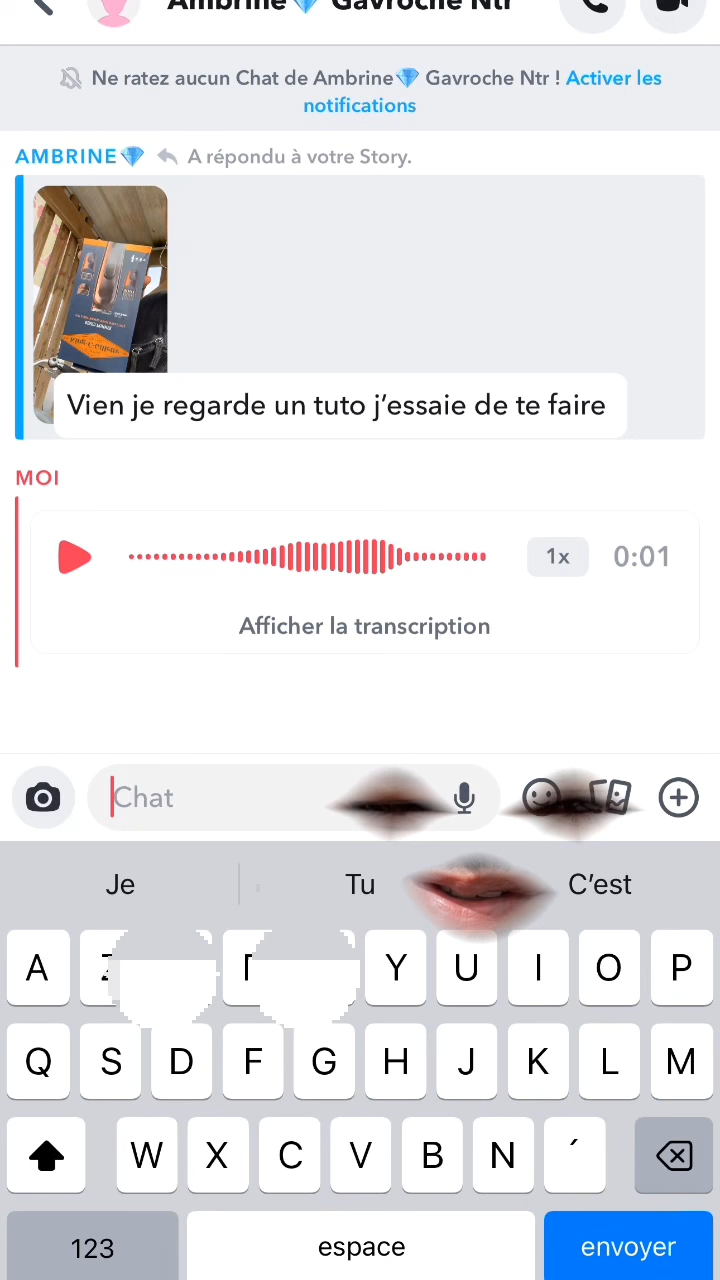 Ambrine💎 Gavroche Ntr
Ne ratez aucun Chat de Ambrine💎 Gavroche Ntr ! Activer les
notifications
AMBRINE💎 A répondu à votre Story.
King C. Gillette
Vien je regarde un tuto j’essaie de te faire
MOI
1x 0:01
Afficher la transcription
Chat
Je Tu C’est
A Y U I O P
Q S D F G H J K L M
W X C V B N ´
123 espace envoyer